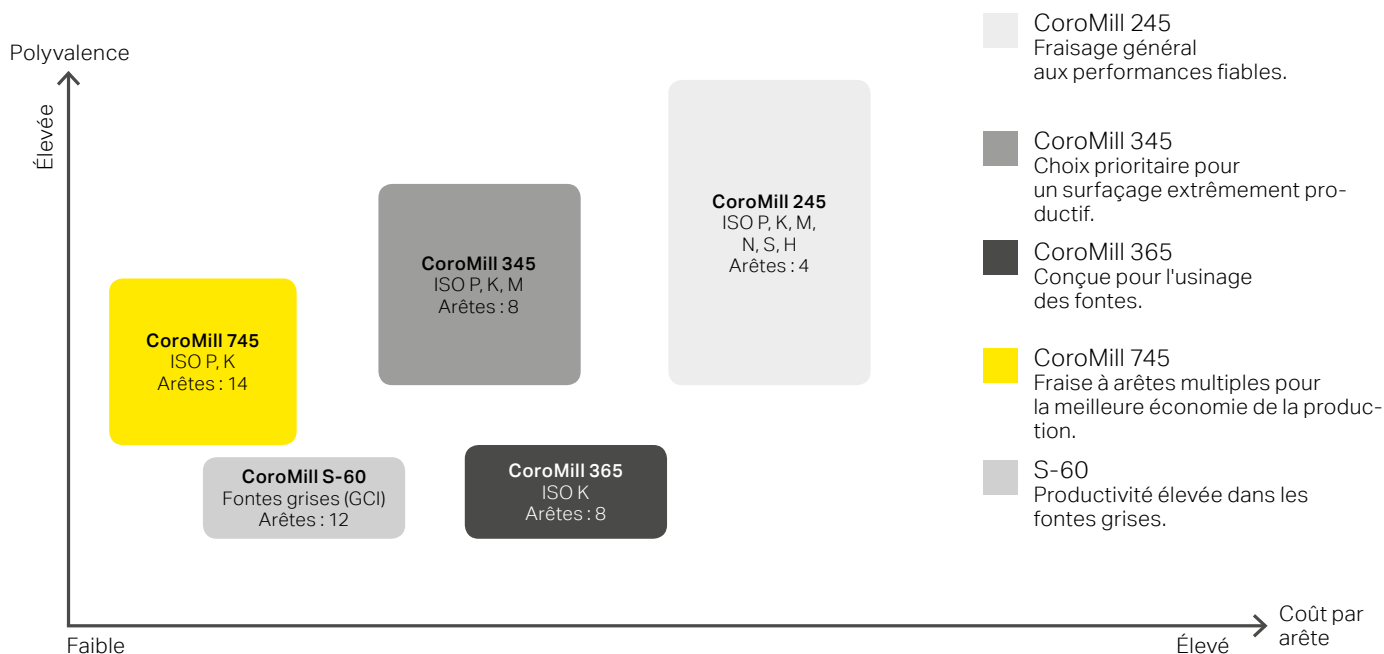 Polyvalence
Élevée
CoroMill 245
ISO P, K, M,
N, S, H
Arêtes : 4
CoroMill 345
ISO P, K, M
Arêtes : 8
CoroMill 745
ISO P, K
Arêtes : 14
CoroMill S-60
Fontes grises (GCI)
Arêtes : 12
CoroMill 365
ISO K
Arêtes : 8
Faible
Élevé
Coût par
arête
CoroMill 245
Fraisage général
aux performances fiables.
CoroMill 345
Choix prioritaire pour
un surfaçage extrêmement pro-
ductif.
CoroMill 365
Conçue pour l'usinage
des fontes.
CoroMill 745
Fraise à arêtes multiples pour
la meilleure économie de la produc-
tion.
S-60
Productivité élevée dans les
fontes grises.